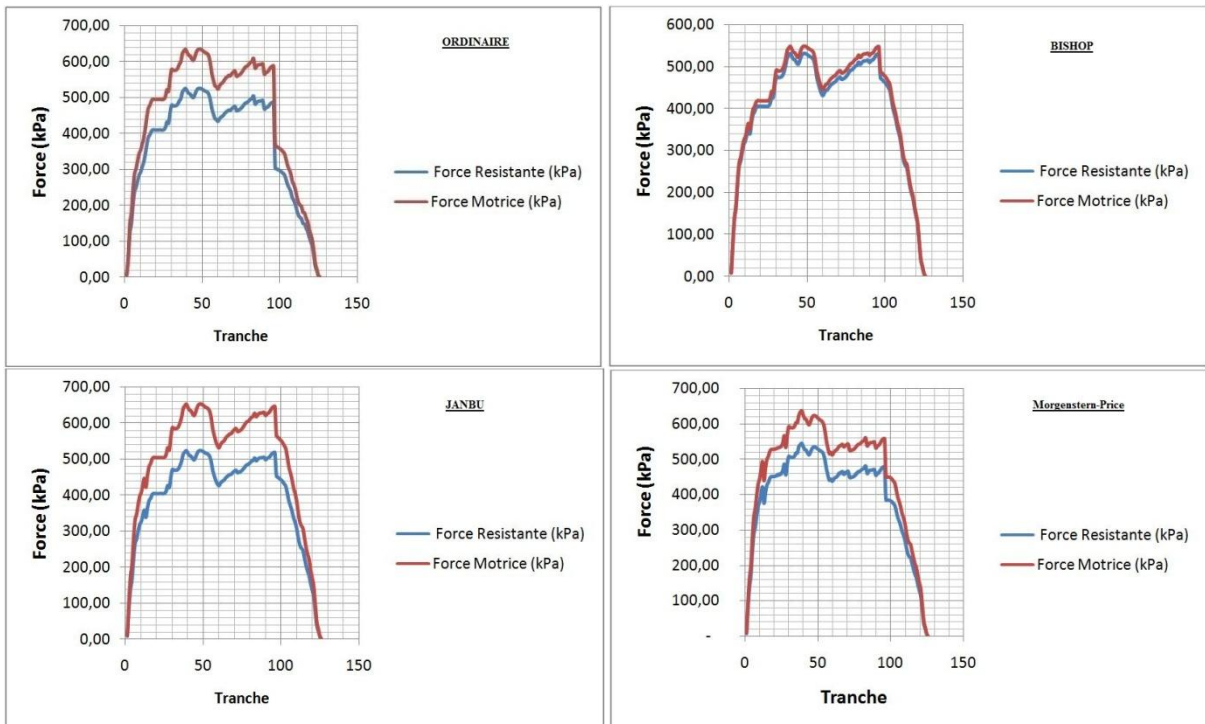 ORDINAIRE
Force (kPa)
700,00
600,00
500,00
400,00
300,00
200,00
100,00
0,00
0 50 100 150
Tranche
Force Resistante (kPa)
Force Motrice (kPa)
BISHOP
Force (kPa)
600,00
500,00
400,00
300,00
200,00
100,00
0,00
0 50 100 150
Tranche
Force Resistante (kPa)
Force Motrice (kPa)
JANBU
Force (kPa)
700,00
600,00
500,00
400,00
300,00
200,00
100,00
0,00
0 50 100 150
Tranche
Force Resistante (kPa)
Force Motrice (kPa)
Morgenstern-Price
Force (kPa)
700,00
600,00
500,00
400,00
300,00
200,00
100,00
-
0 50 100 150
Tranche
Force Resistante (kPa)
Force Motrice (kPa)